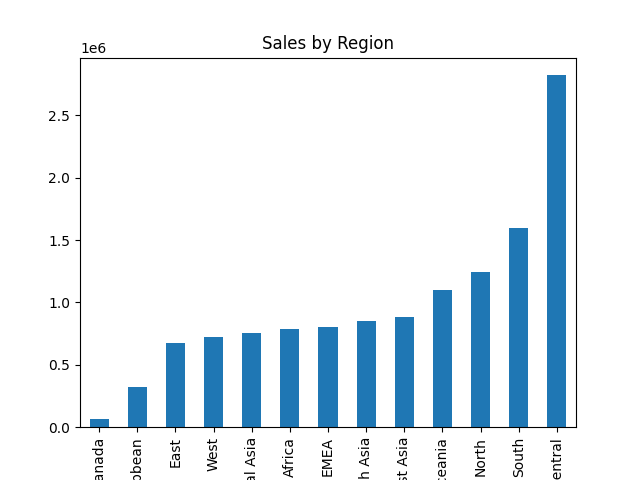 1e6
Sales by Region
2.5
2.0
1.5
1.0
0.5
0.0
anada
bbean
East
West
al Asia
Africa
EMEA
h Asia
st Asia
ceania
North
South
entral